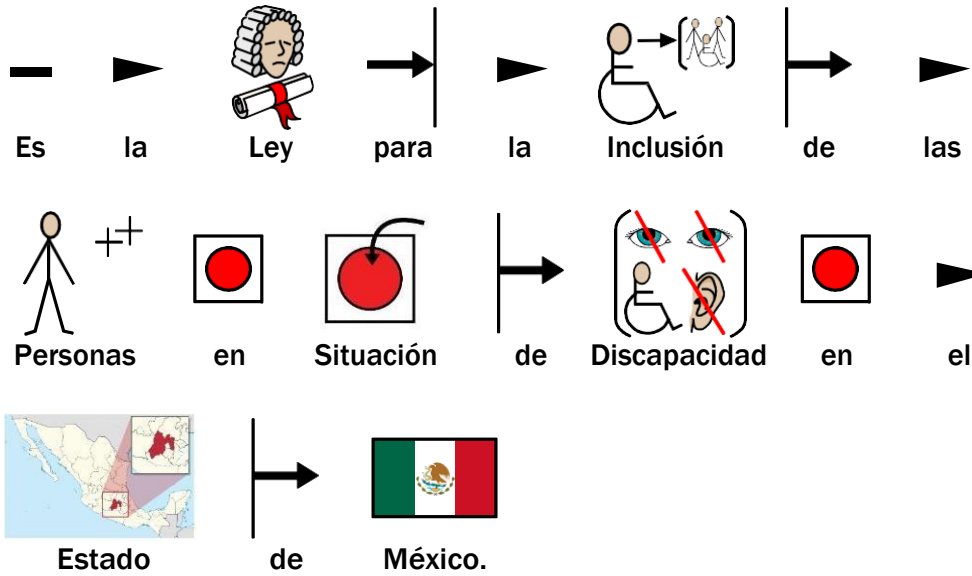 Es la Ley para la Inclusión de las
Personas en Situación de Discapacidad en el
Estado de México.